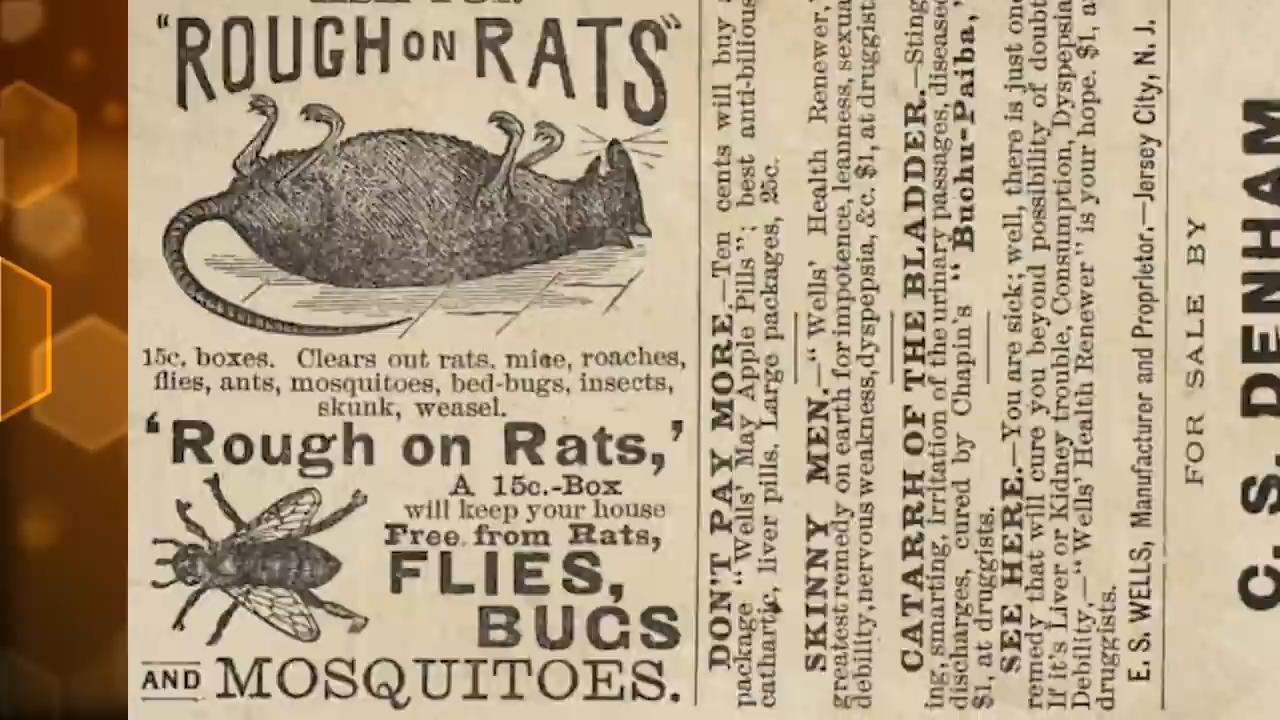 "ROUGH ON RATS"
15c. boxes. Clears out rats, mice, roaches,
flies, ants, mosquitoes, bed-bugs, insects,
skunk, weasel.
'Rough on Rats,'
A 15c.-Box
will keep your house
Free from Rats,
FLIES,
BUGS
AND MOSQUITOES.
DON'T PAY MORE.—Ten cents will buy
package "Wells' May Apple Pills"; best anti-bilious
cathartic, liver pills. Large packages, 25c.
SKINNY MEN.—"Wells' Health Renewer,"
greatest remedy on earth for impotence, leanness, sexua
debility, nervous weakness, dyspepsia, &c. $1, at druggist
CATARRH OF THE BLADDER.—Sting
ing, smarting, irritation of the urinary passages, diseased
discharges, cured by Chapin's "Buchu-Paiba,"
$1, at druggists.
SEE HERE.—You are sick; well, there is just one
remedy that will cure you beyond possibility of doubt
If it's Liver or Kidney trouble, Consumption, Dyspepsia
Debility,—"Wells' Health Renewer" is your hope. $1, a
druggists.
E. S. WELLS, Manufacturer and Proprietor.—Jersey City, N. J.
FOR SALE BY
C. S. DENHAM